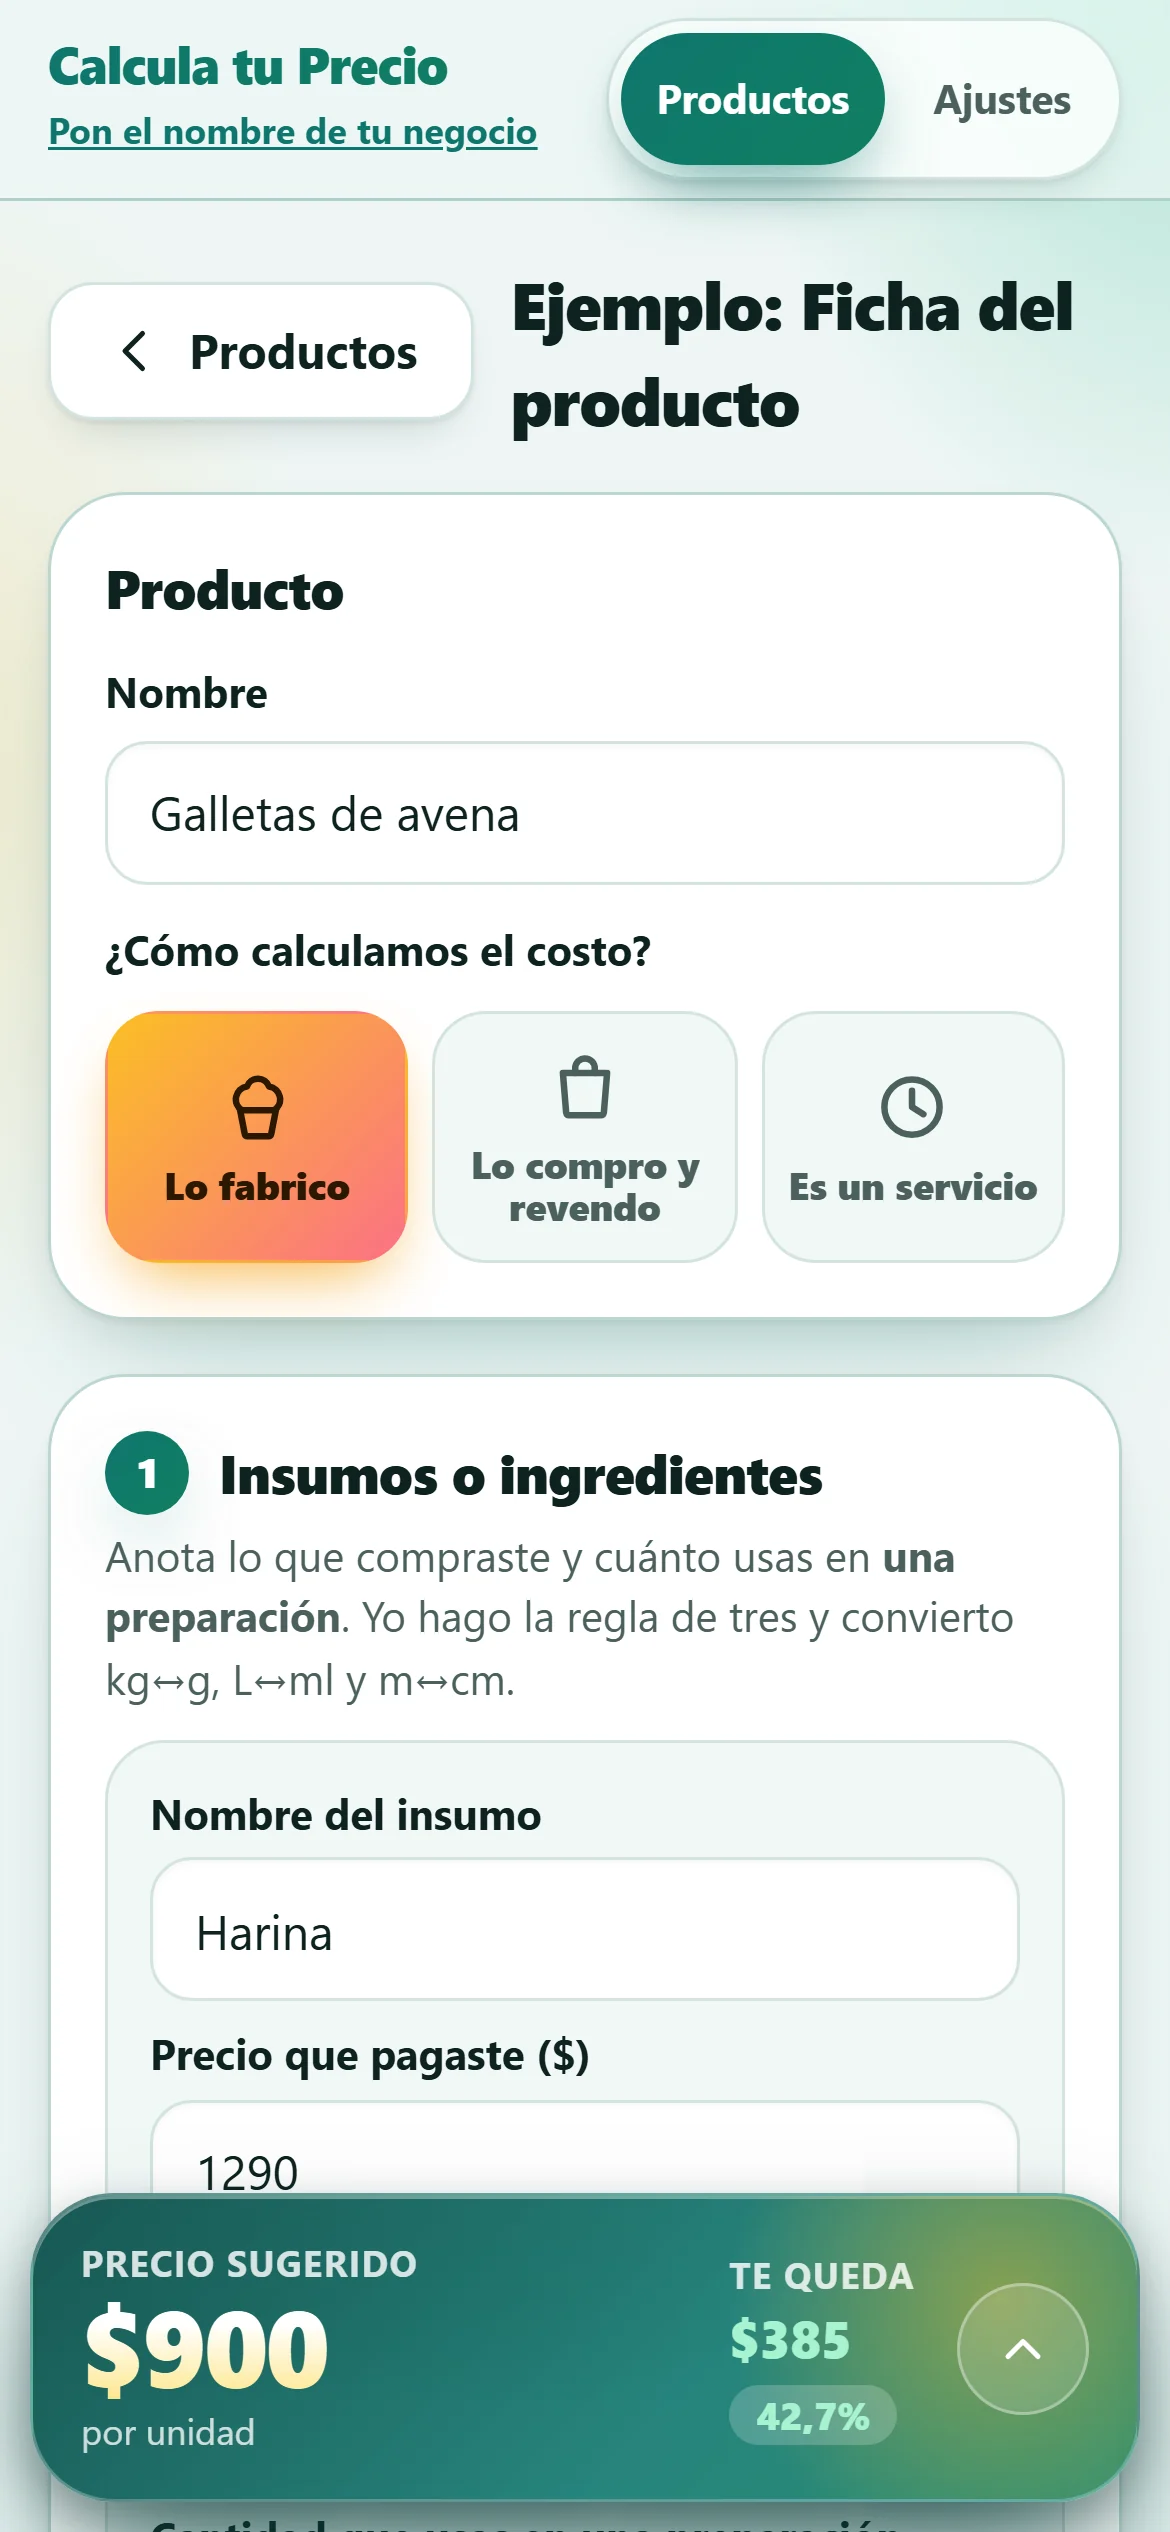 Calcula tu Precio
Pon el nombre de tu negocio
Productos
Ajustes
Productos
Ejemplo: Ficha del
producto
Producto
Nombre
Galletas de avena
¿Cómo calculamos el costo?
Lo fabrico
Lo compro y
revendo
Es un servicio
1
Insumos o ingredientes
Anota lo que compraste y cuánto usas en una
preparación. Yo hago la regla de tres y convierto
kg↔g, L↔ml y m↔cm.
Nombre del insumo
Harina
Precio que pagaste ($)
1290
PRECIO SUGERIDO
$900
por unidad
TE QUEDA
$385
42,7%